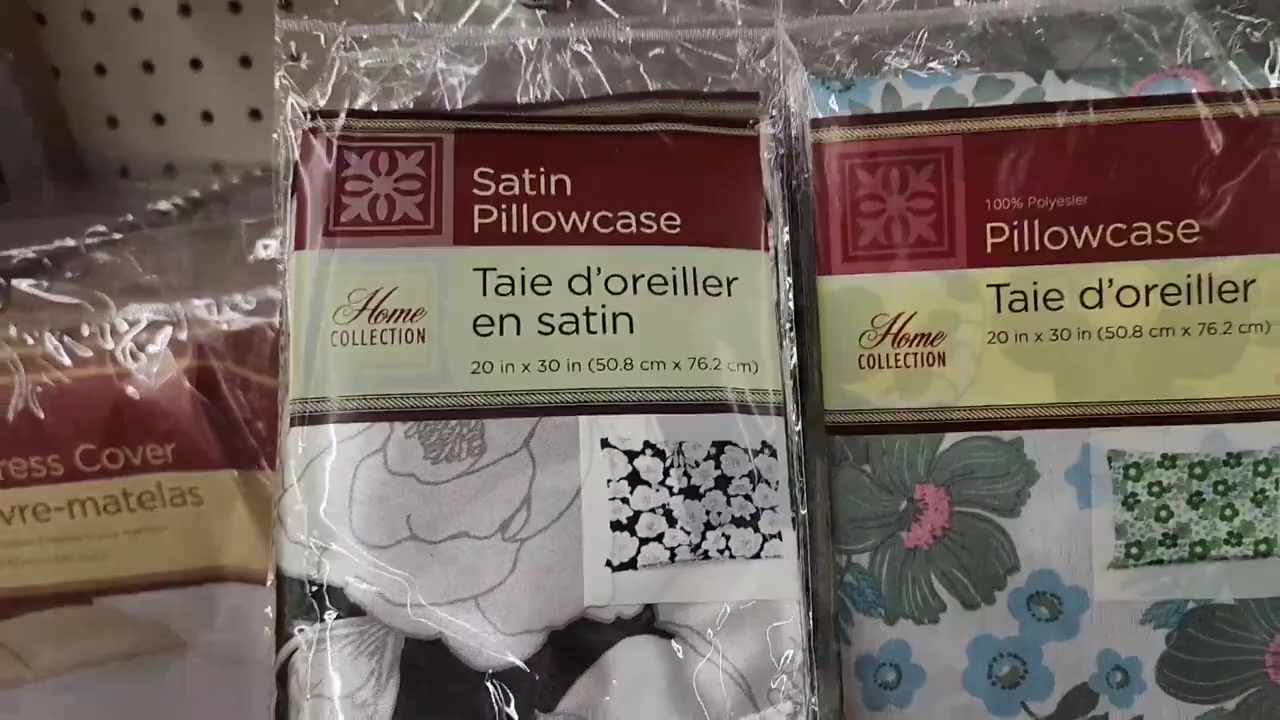 Satin
Pillowcase
Taie d'oreiller
en satin
20 in x 30 in (50.8 cm x 76.2 cm)
Home
COLLECTION
100% Polyester
Pillowcase
Taie d'oreiller
20 in x 30 in (50.8 cm x 76.2 cm)
Home
COLLECTION
ress Cover
vre-matelas